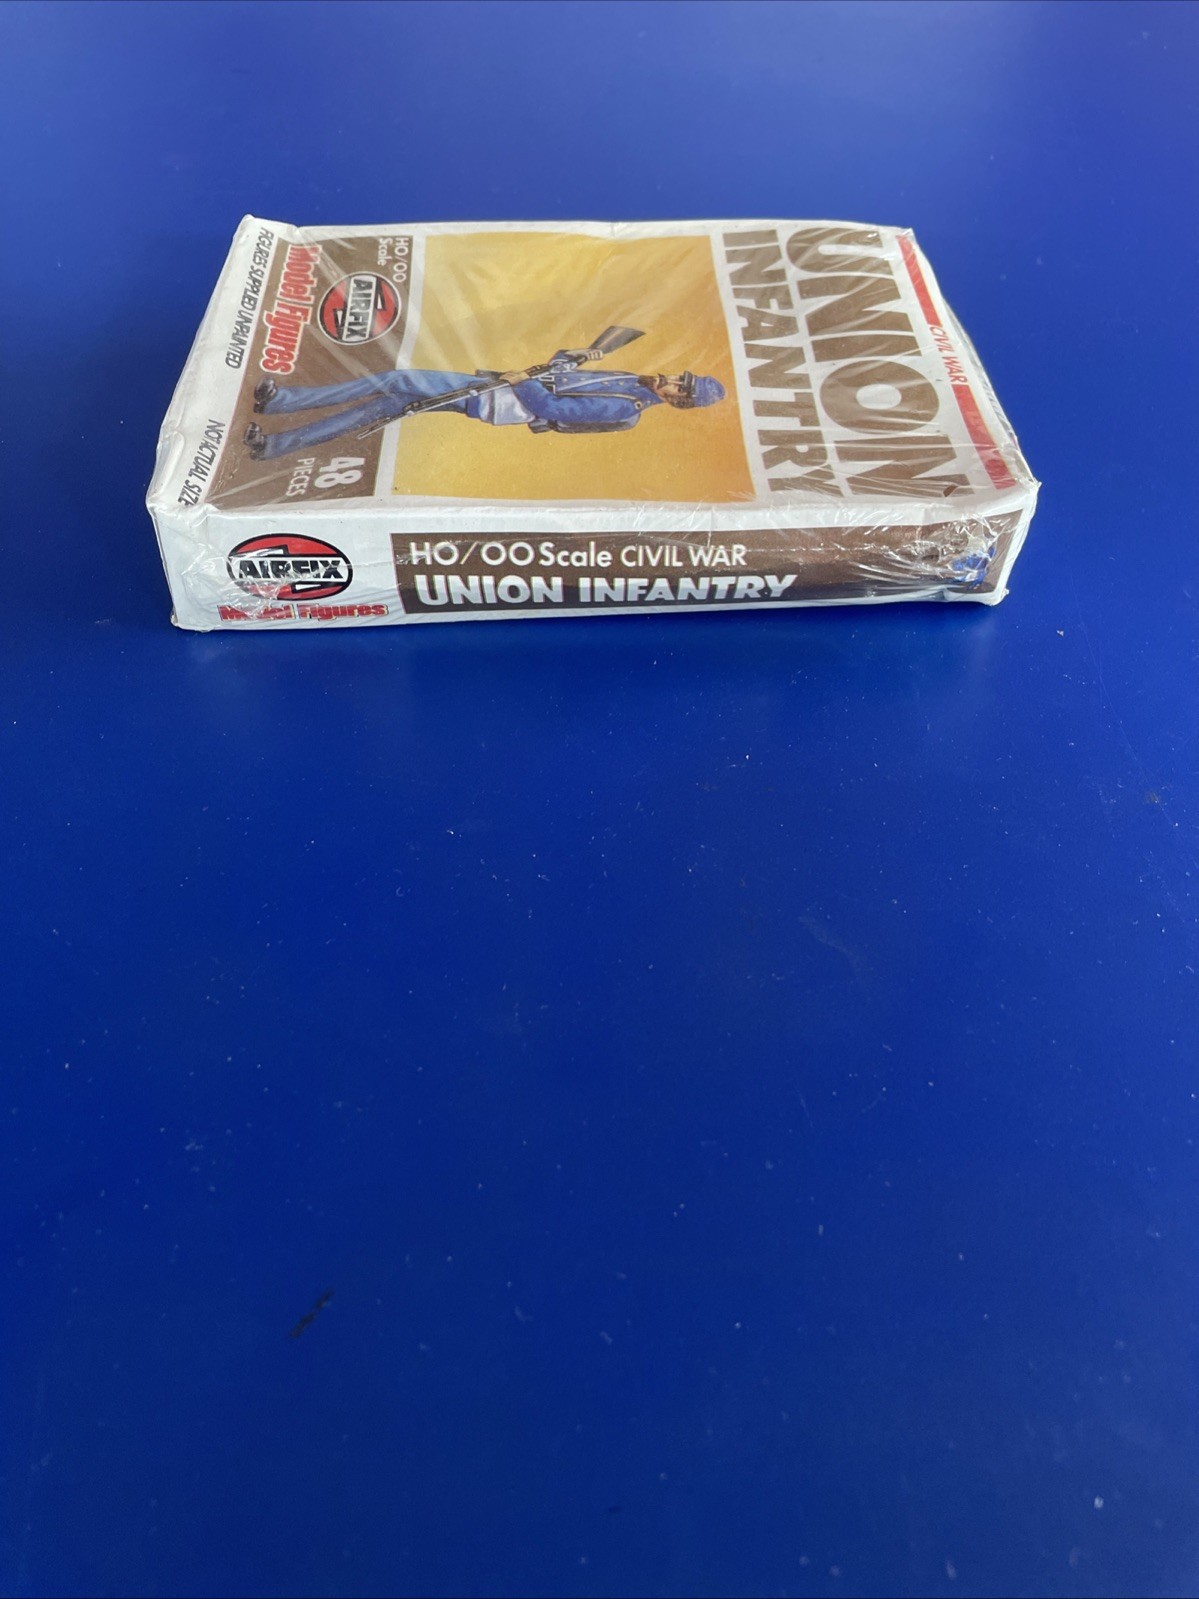 CIVIL WAR
UNION
INFANTRY
HO/OO
Scale
AIRFIX
Model Figures
48
PIECES
FIGURES SUPPLIED UNPAINTED
NOT ACTUAL SIZE
AIRFIX
Model Figures
HO/OO Scale CIVIL WAR
UNION INFANTRY